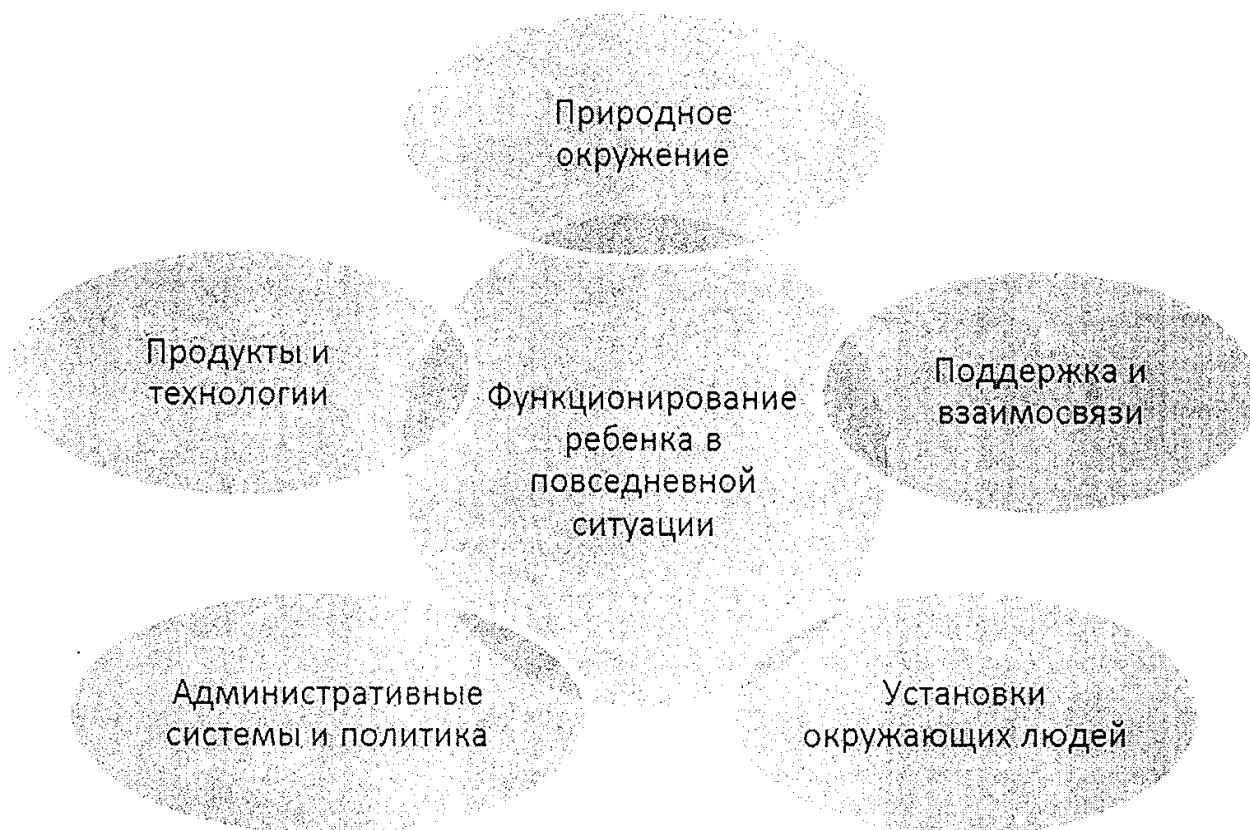 Природное
окружение
Продукты и
технологии
Поддержка и
взаимосвязи
Функционирование
ребенка в
повседневной
ситуации
Административные
системы и политика
Установки
окружающих людей